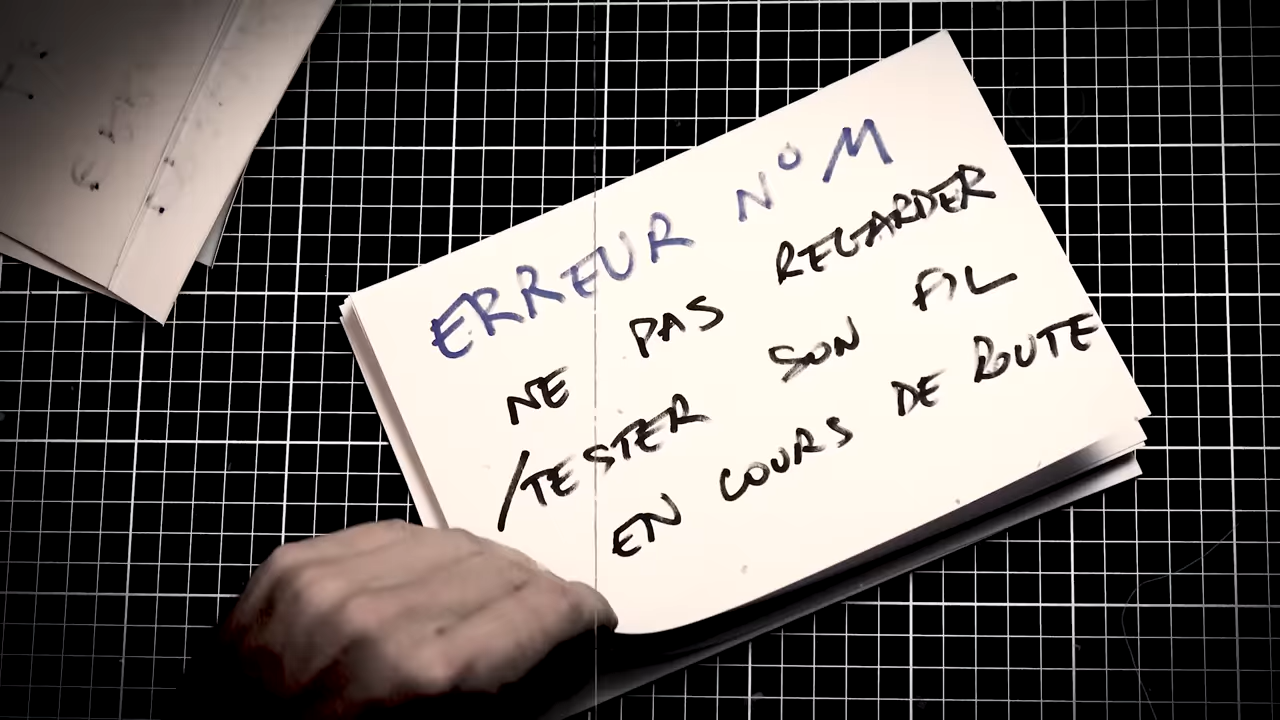 ERREUR N°M
NE PAS REGARDER
/TESTER SON FIL
EN COURS DE ROUTE